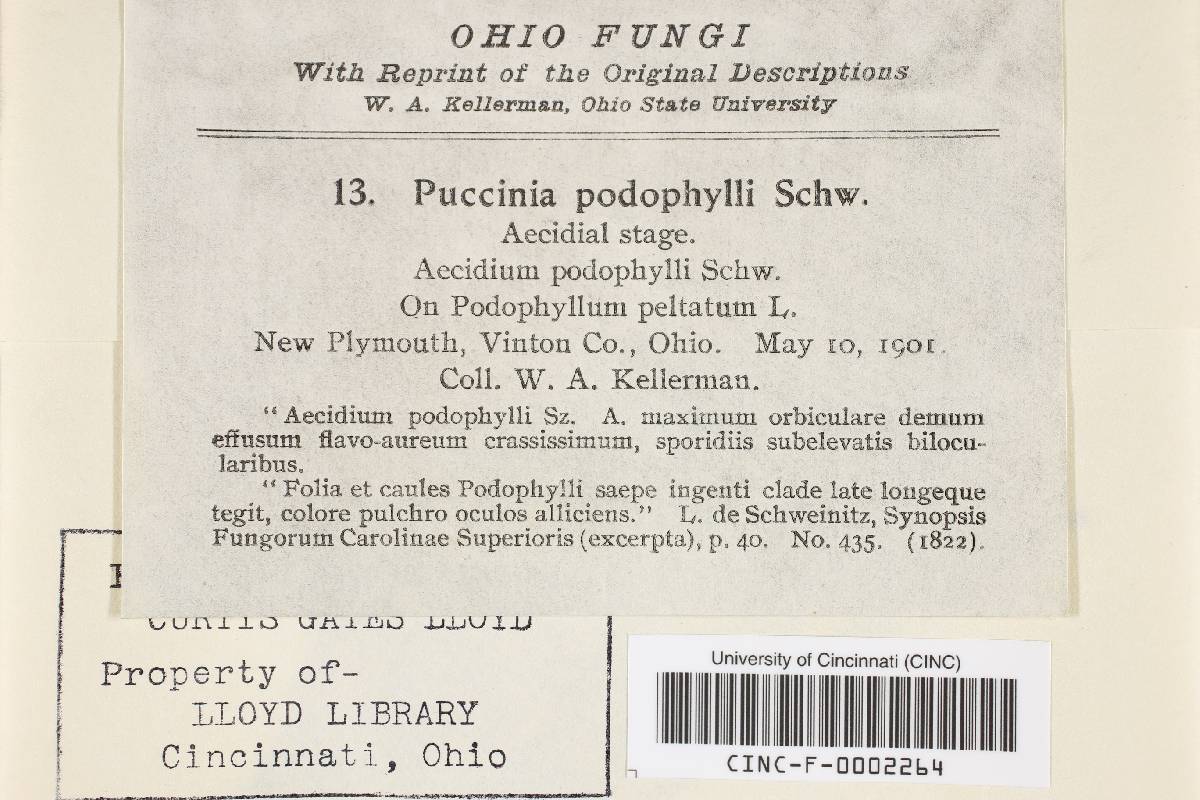 OHIO FUNGI
With Reprint of the Original Descriptions
W. A. Kellerman, Ohio State University
13. Puccinia podophylli Schw.
Aecidial stage.
Aecidium podophylli Schw.
On Podophyllum peltatum L.
New Plymouth, Vinton Co., Ohio. May 10, 1901.
Coll. W. A. Kellerman.
"Aecidium podophylli Sz. A. maximum orbiculare demum
effusum flavo-aureum crassissimum, sporidiis subelevatis bilocu-
laribus.
"Folia et caules Podophylli saepe ingenti clade late longeque
tegit, colore pulchro oculos alliciens." L. de Schweinitz, Synopsis
Fungorum Carolinae Superioris (excerpta), p. 40. No. 435. (1822).
CURTIS GATES LLOYD
Property of-
LLOYD LIBRARY
Cincinnati, Ohio
University of Cincinnati (CINC)
CINC-F-0002264